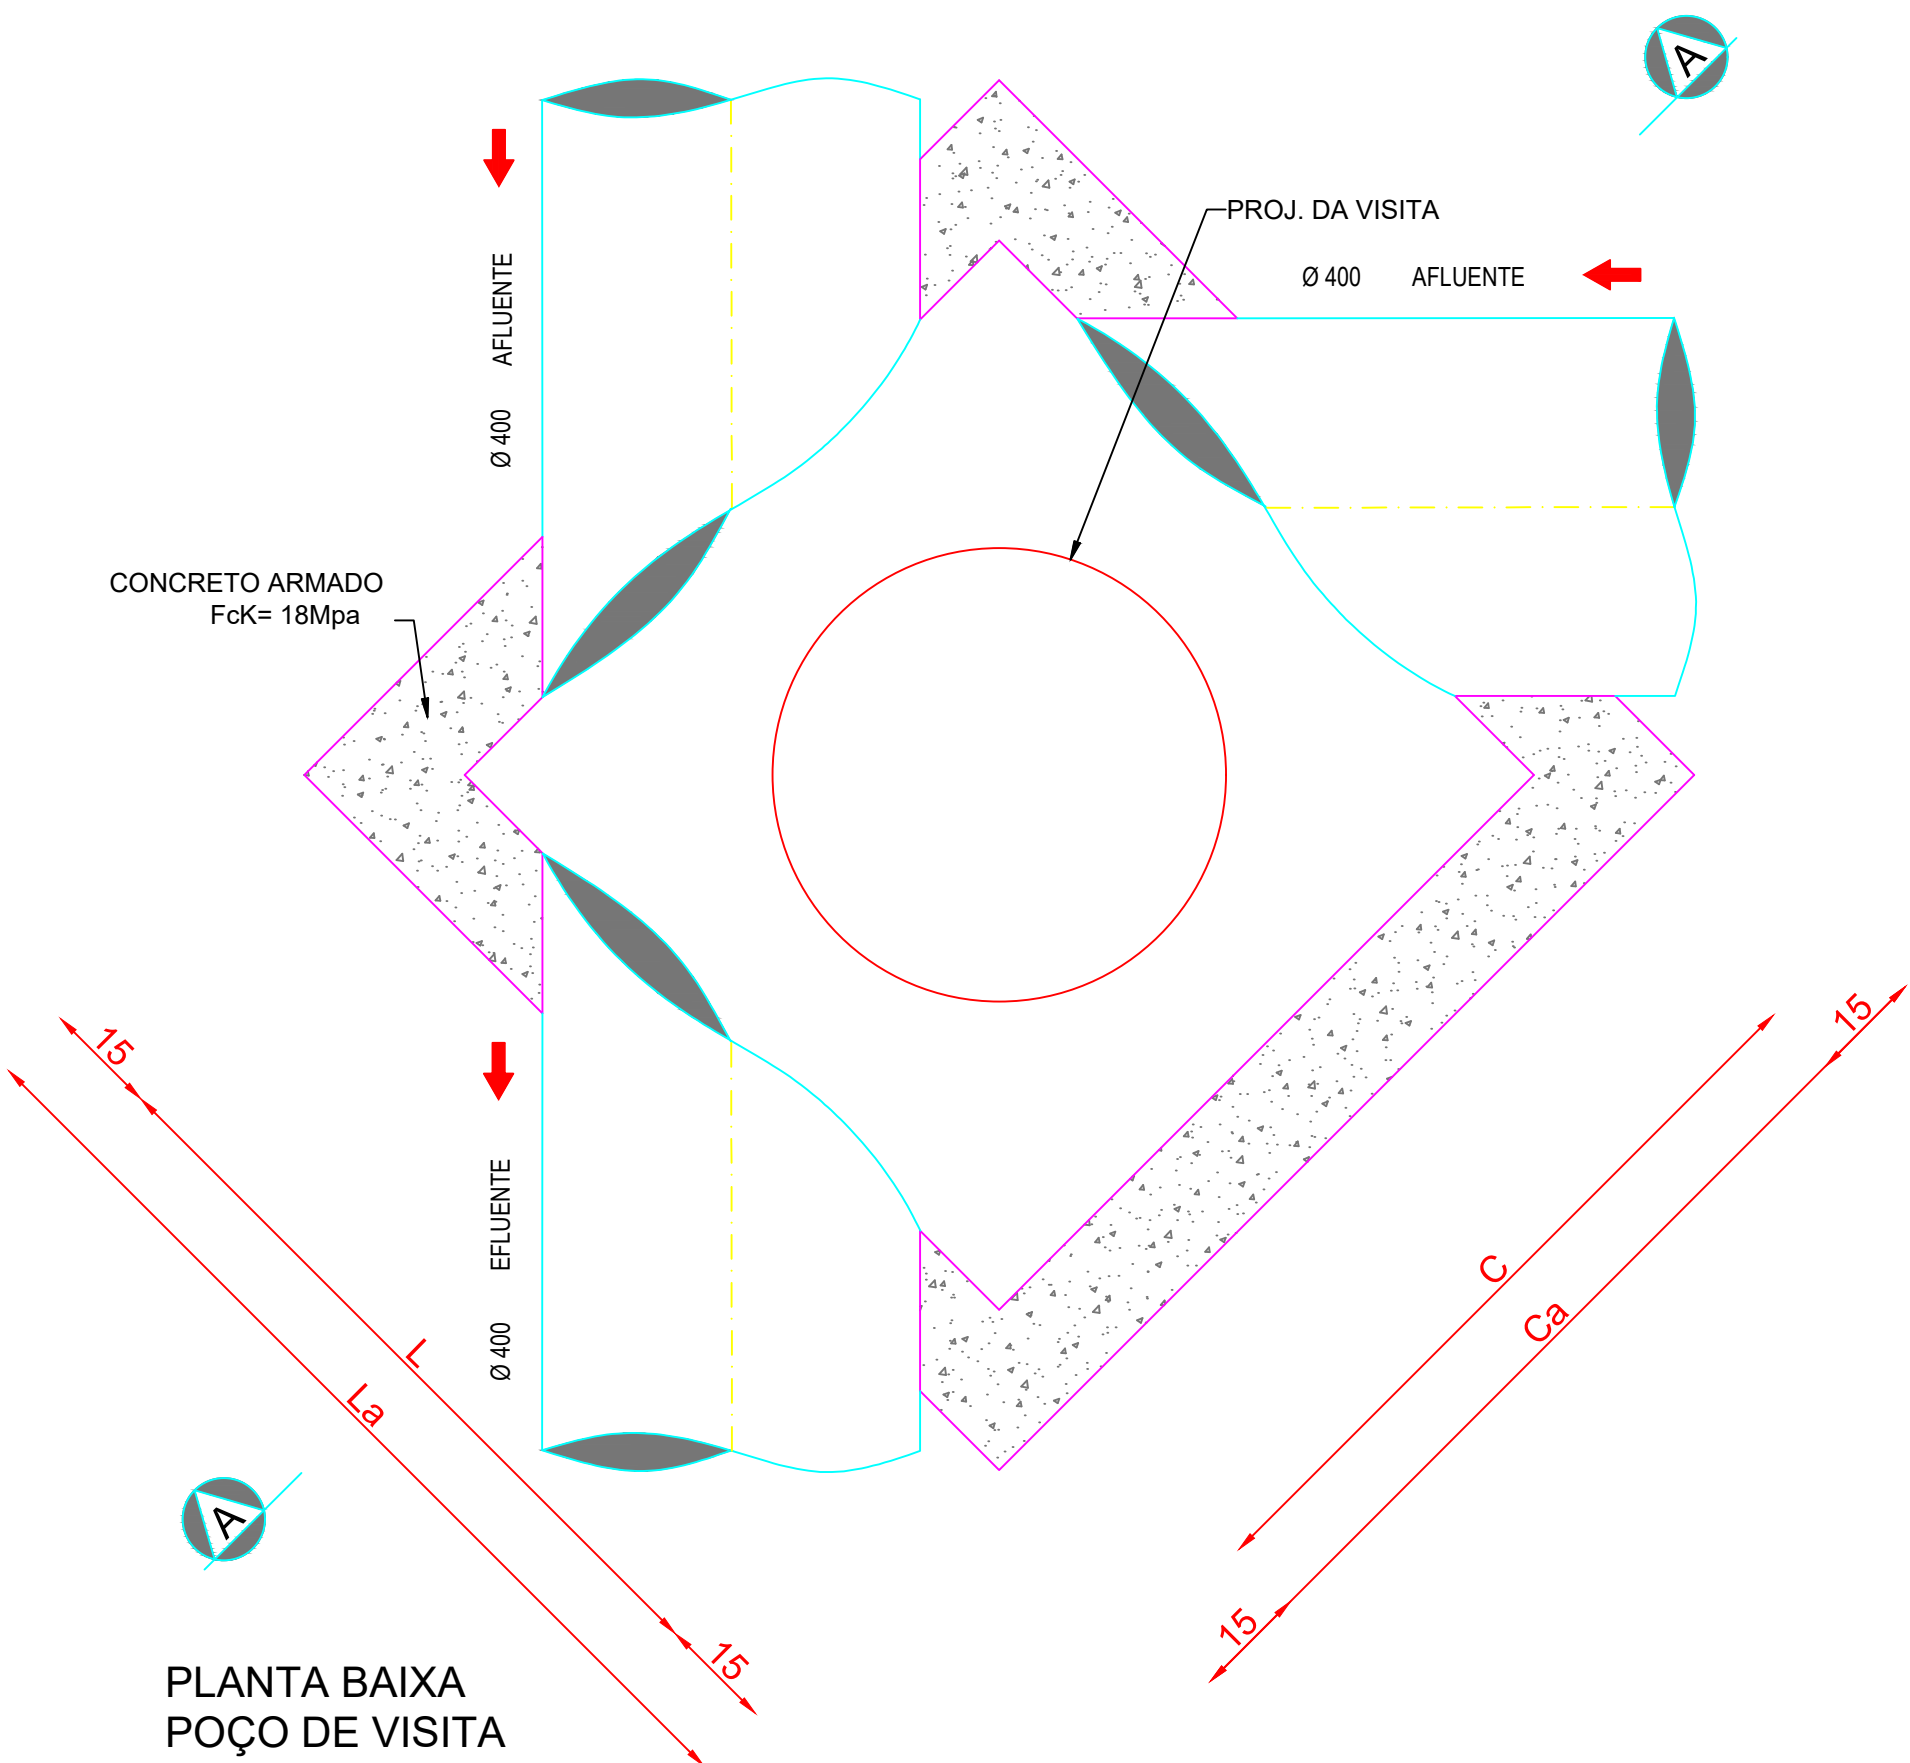 A
PROJ. DA VISITA
Ø 400 AFLUENTE
Ø 400 AFLUENTE
CONCRETO ARMADO
FcK= 18Mpa
15
15
Ø 400 EFLUENTE
C
Ca
L
La
A
15
15
PLANTA BAIXA
POÇO DE VISITA